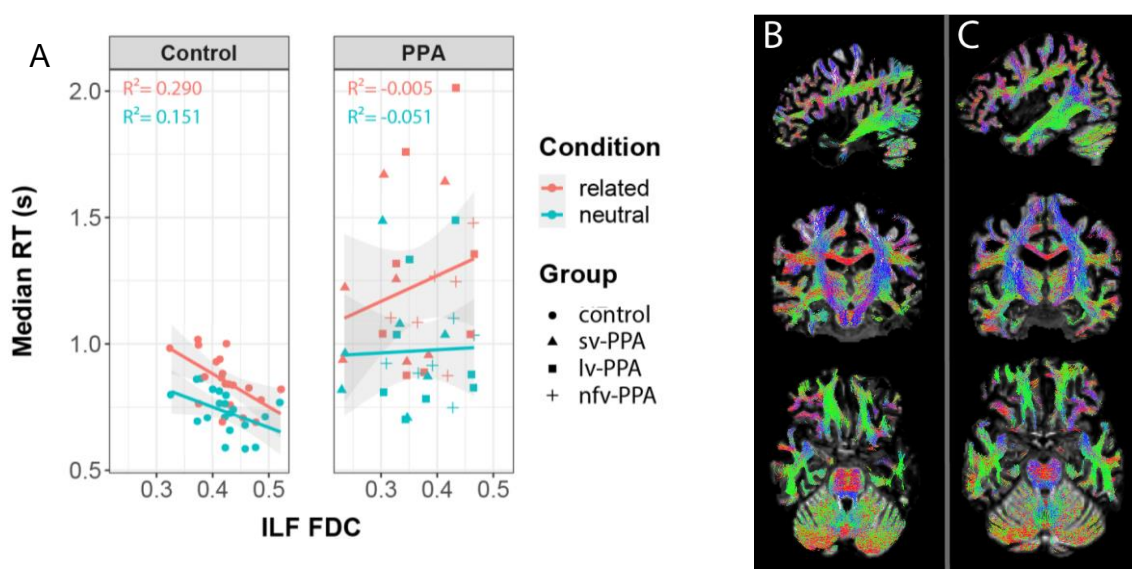 A
Control
PPA
R²= 0.290
R²= 0.151
R²= -0.005
R²= -0.051
2.0
1.5
1.0
0.5
Median RT (s)
0.3 0.4 0.5
0.3 0.4 0.5
ILF FDC
Condition
related
neutral
Group
control
sv-PPA
lv-PPA
nfv-PPA
B
C